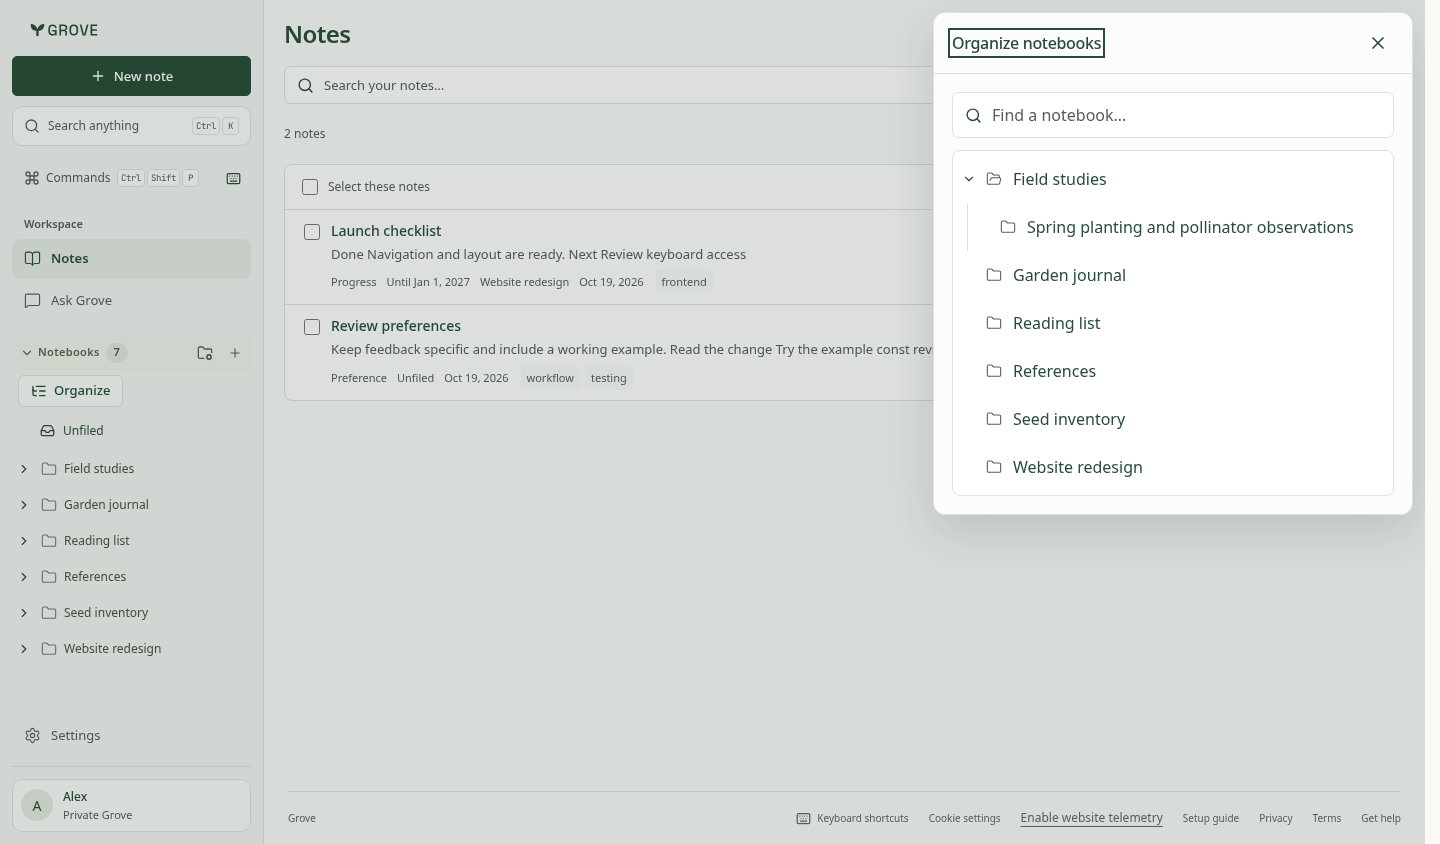 GROVE
New note
Search anything Ctrl K
Commands Ctrl Shift P
Workspace
Notes
Ask Grove
Notebooks 7
Organize
Unfiled
Field studies
Garden journal
Reading list
References
Seed inventory
Website redesign
Settings
A
Alex
Private Grove
Notes
Search your notes...
2 notes
Select these notes
Launch checklist
Done Navigation and layout are ready. Next Review keyboard access
Progress Until Jan 1, 2027 Website redesign Oct 19, 2026 frontend
Review preferences
Keep feedback specific and include a working example. Read the change Try the example const rev
Preference Unfiled Oct 19, 2026 workflow testing
Organize notebooks
Find a notebook...
Field studies
Spring planting and pollinator observations
Garden journal
Reading list
References
Seed inventory
Website redesign
Grove Keyboard shortcuts Cookie settings Enable website telemetry Setup guide Privacy Terms Get help